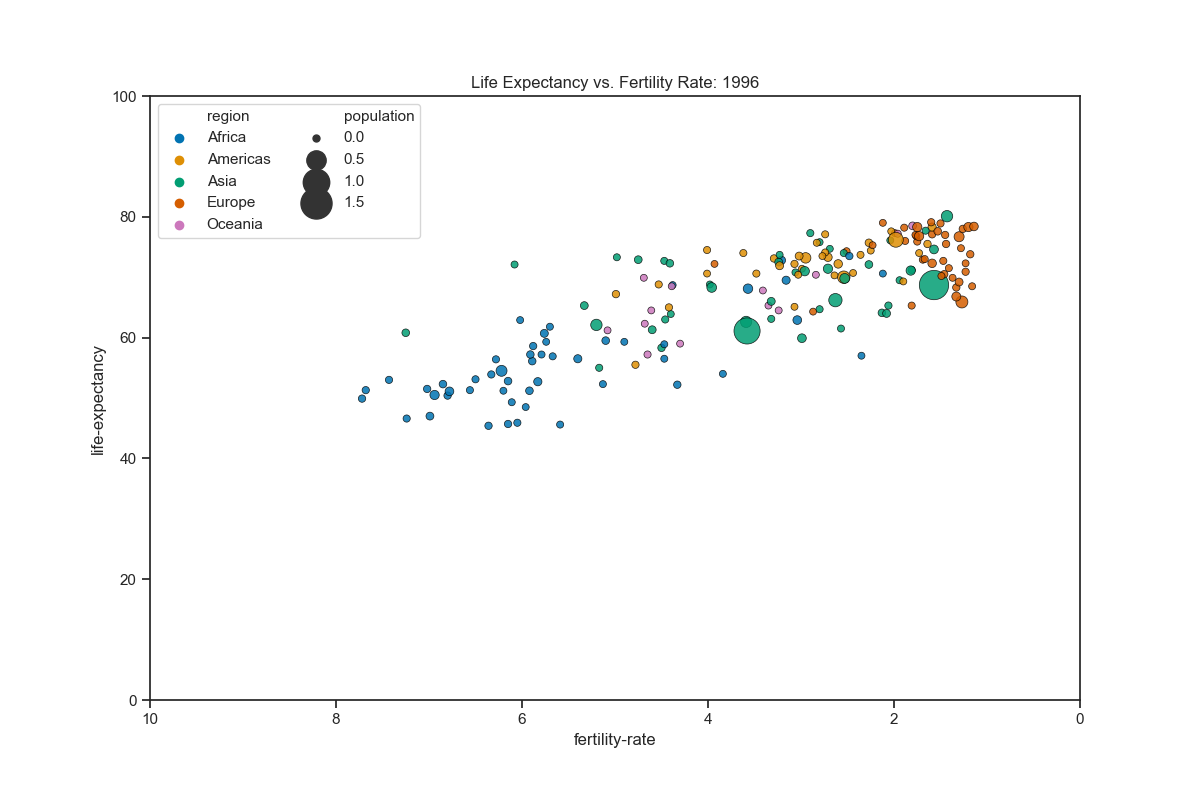 Life Expectancy vs. Fertility Rate: 1996
100
80
60
40
20
0
life-expectancy
region
Africa
Americas
Asia
Europe
Oceania
population
0.0
0.5
1.0
1.5
10
8
6
4
2
0
fertility-rate